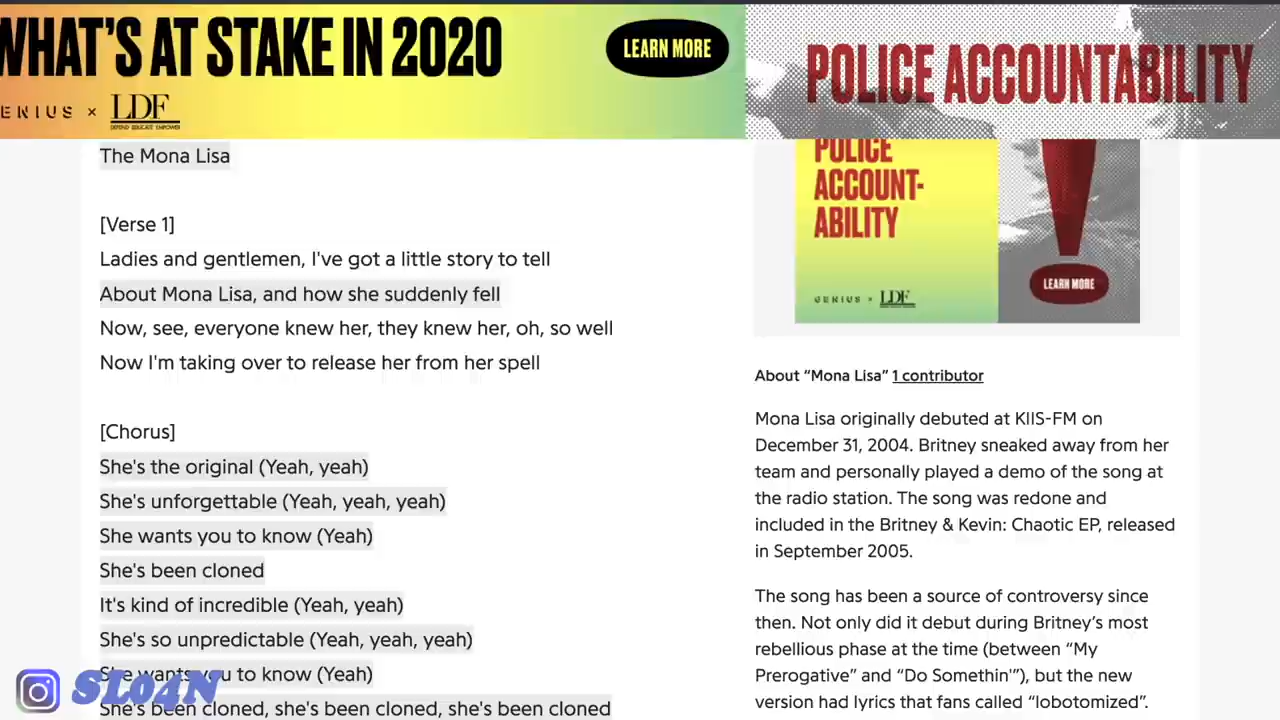 WHAT'S AT STAKE IN 2020
LEARN MORE
ENIUS × LDF
DEFEND EDUCATE EMPOWER
POLICE ACCOUNTABILITY
The Mona Lisa
[Verse 1]
Ladies and gentlemen, I've got a little story to tell
About Mona Lisa, and how she suddenly fell
Now, see, everyone knew her, they knew her, oh, so well
Now I'm taking over to release her from her spell
[Chorus]
She's the original (Yeah, yeah)
She's unforgettable (Yeah, yeah, yeah)
She wants you to know (Yeah)
She's been cloned
It's kind of incredible (Yeah, yeah)
She's so unpredictable (Yeah, yeah, yeah)
She wants you to know (Yeah)
She's been cloned, she's been cloned, she's been cloned
SLO4N
POLICE
ACCOUNT-
ABILITY
GENIUS × LDF
LEARN MORE
About “Mona Lisa” 1 contributor
Mona Lisa originally debuted at KIIS-FM on
December 31, 2004. Britney sneaked away from her
team and personally played a demo of the song at
the radio station. The song was redone and
included in the Britney & Kevin: Chaotic EP, released
in September 2005.
The song has been a source of controversy since
then. Not only did it debut during Britney’s most
rebellious phase at the time (between “My
Prerogative” and “Do Somethin'”), but the new
version had lyrics that fans called “lobotomized”.